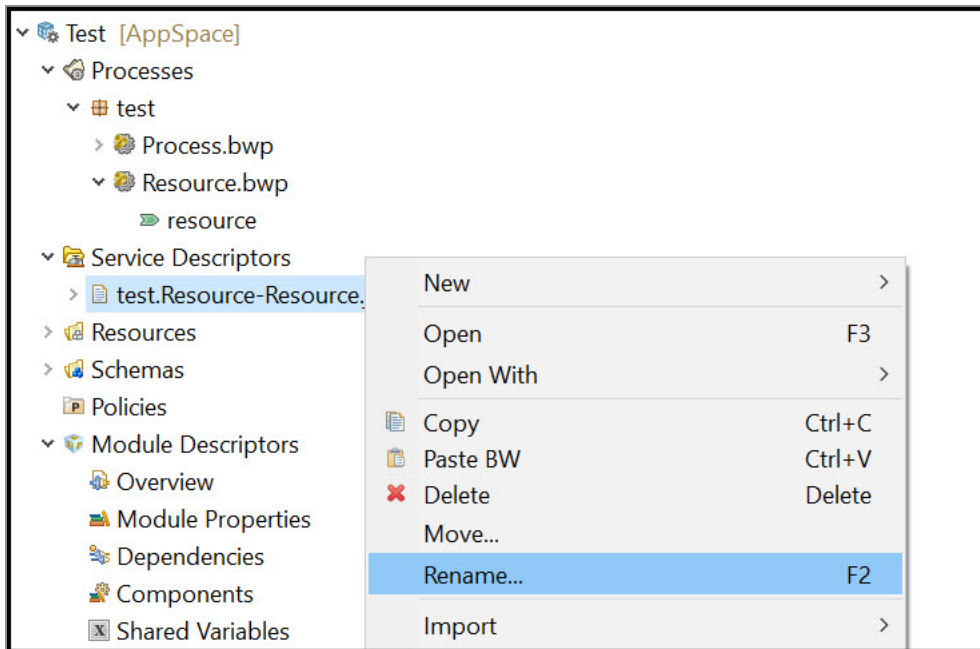 Test [AppSpace]
Processes
test
Process.bwp
Resource.bwp
resource
Service Descriptors
test.Resource-Resource.
Resources
Schemas
Policies
Module Descriptors
Overview
Module Properties
Dependencies
Components
Shared Variables
New
Open F3
Open With
Copy Ctrl+C
Paste BW Ctrl+V
Delete Delete
Move...
Rename... F2
Import